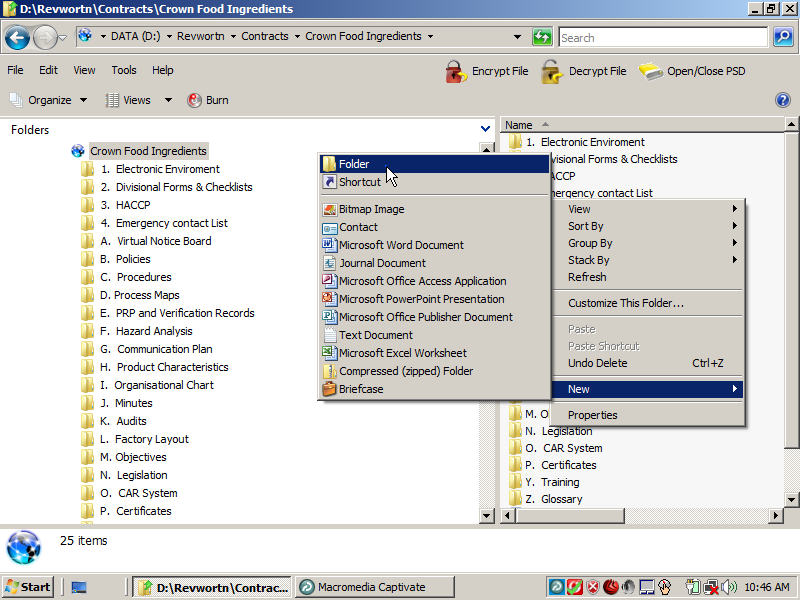 D:\Revwortn\Contracts\Crown Food Ingredients
DATA (D:) Revwortn Contracts Crown Food Ingredients
Search
File Edit View Tools Help
Encrypt File Decrypt File Open/Close PSD
Organize Views Burn
Folders
Name
Crown Food Ingredients
1. Electronic Enviroment
2. Divisional Forms & Checklists
3. HACCP
4. Emergency contact List
A. Virtual Notice Board
B. Policies
C. Procedures
D. Process Maps
E. PRP and Verification Records
F. Hazard Analysis
G. Communication Plan
H. Product Characteristics
I. Organisational Chart
J. Minutes
K. Audits
L. Factory Layout
M. Objectives
N. Legislation
O. CAR System
P. Certificates
Folder
Shortcut
Bitmap Image
Contact
Microsoft Word Document
Journal Document
Microsoft Office Access Application
Microsoft PowerPoint Presentation
Microsoft Office Publisher Document
Text Document
Microsoft Excel Worksheet
Compressed (zipped) Folder
Briefcase
1. Electronic Enviroment
visional Forms & Checklists
ACCP
mergency contact List
View
Sort By
Group By
Stack By
Refresh
Customize This Folder...
Paste
Paste Shortcut
Undo Delete Ctrl+Z
New
Properties
M. Ob
N. Legislation
O. CAR System
P. Certificates
Y. Training
Z. Glossary
25 items
Start
D:\Revwortn\Contrac...
Macromedia Captivate
10:46 AM